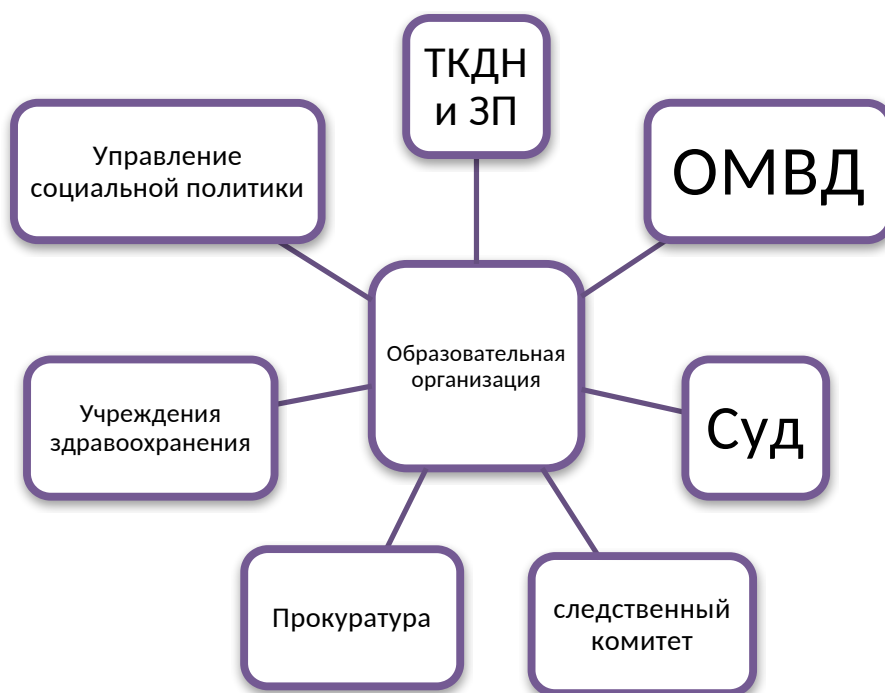 ТКДН
и ЗП
Управление
социальной политики
ОМВД
Образовательная
организация
Учреждения
здравоохранения
Суд
Прокуратура
следственный
комитет